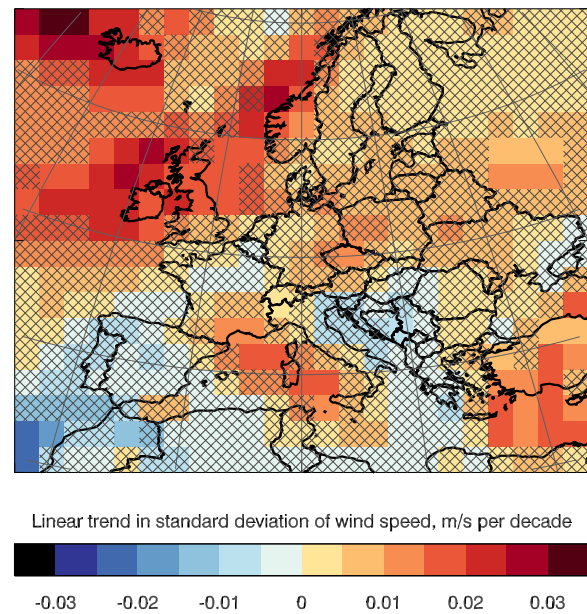 Linear trend in standard deviation of wind speed, m/s per decade
-0.03 -0.02 -0.01 0 0.01 0.02 0.03